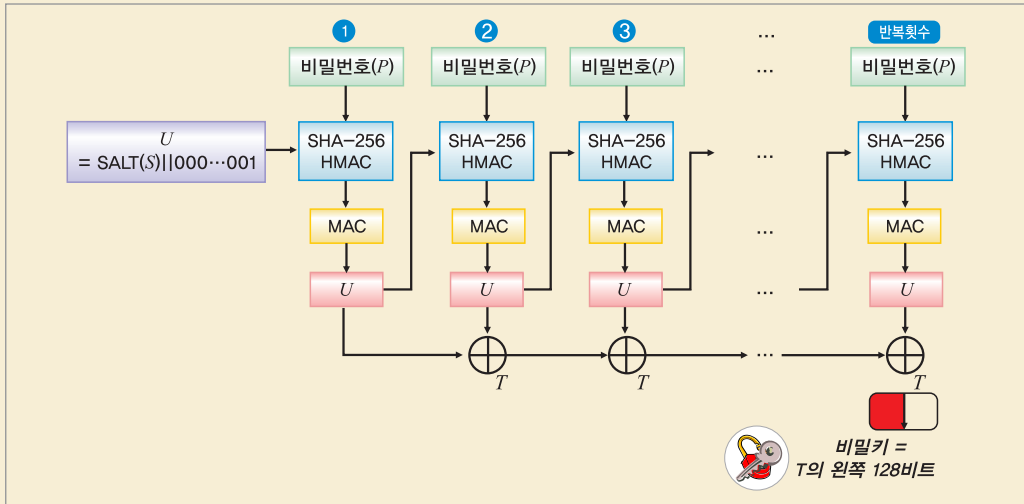 1 2 3 … 반복횟수
비밀번호(P) 비밀번호(P) 비밀번호(P) … 비밀번호(P)
U
= SALT(S)||000…001
SHA-256 SHA-256 SHA-256 … SHA-256
HMAC HMAC HMAC HMAC
MAC MAC MAC … MAC
U U U … U
…
T T T
비밀키 =
T의 왼쪽 128비트